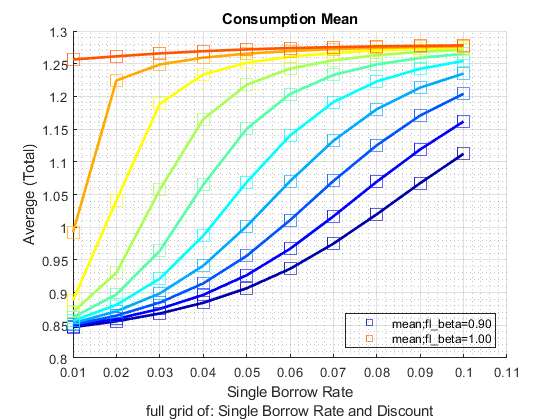 Consumption Mean
Average (Total)
1.3
1.25
1.2
1.15
1.1
1.05
1
0.95
0.9
0.85
0.8
0.01 0.02 0.03 0.04 0.05 0.06 0.07 0.08 0.09 0.1 0.11
mean;fl_beta=0.90
mean;fl_beta=1.00
Single Borrow Rate
full grid of: Single Borrow Rate and Discount